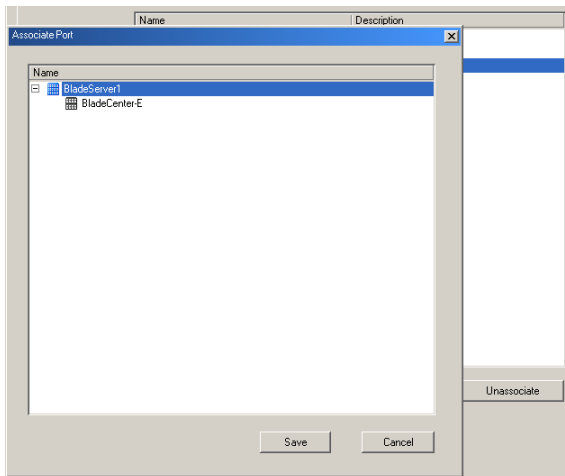 Name Description
Associate Port
Name
BladeServer1
BladeCenter-E
Unassociate
Save Cancel